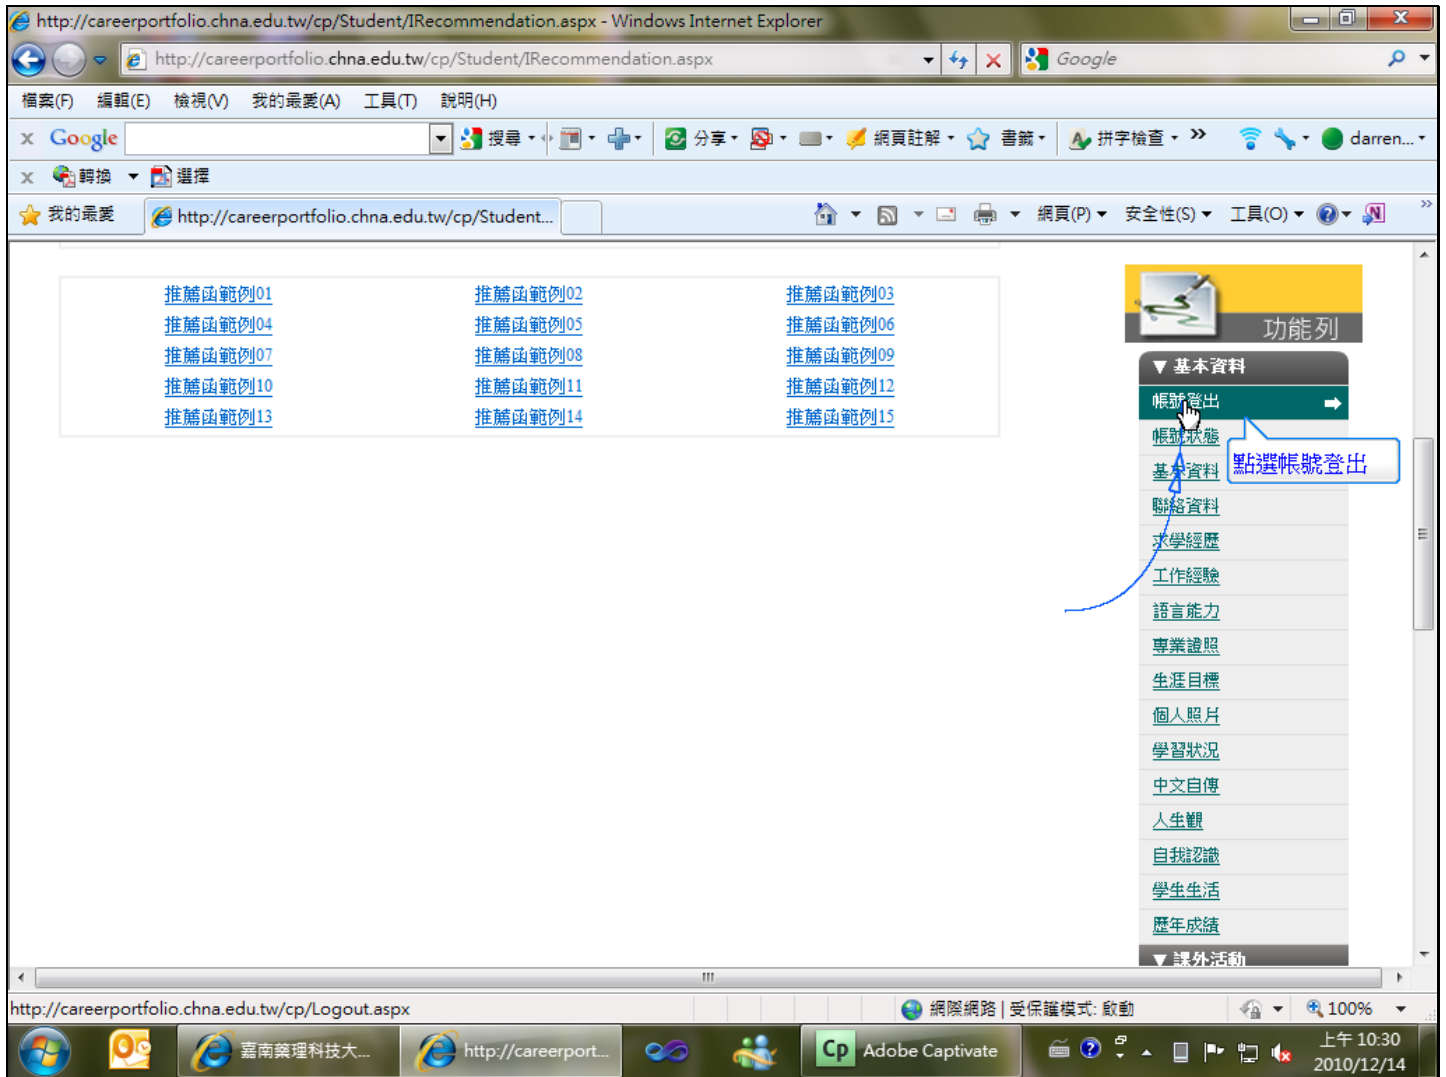 http://careerportfolio.chna.edu.tw/cp/Student/IRecommendation.aspx - Windows Internet Explorer
http://careerportfolio.chna.edu.tw/cp/Student/IRecommendation.aspx
Google
檔案(F) 編輯(E) 檢視(V) 我的最愛(A) 工具(T) 說明(H)
x Google 搜尋 分享 網頁註解 書籤 拼字檢查 darren...
x 轉換 選擇
我的最愛 http://careerportfolio.chna.edu.tw/cp/Student... 網頁(P) 安全性(S) 工具(O)
推薦函範例01 推薦函範例02 推薦函範例03
推薦函範例04 推薦函範例05 推薦函範例06
推薦函範例07 推薦函範例08 推薦函範例09
推薦函範例10 推薦函範例11 推薦函範例12
推薦函範例13 推薦函範例14 推薦函範例15
功能列
▼ 基本資料
帳號登出
帳號狀態
點選帳號登出
基本資料
聯絡資料
求學經歷
工作經驗
語言能力
專業證照
生涯目標
個人照片
學習狀況
中文自傳
人生觀
自我認識
學生生活
歷年成績
▼ 課外活動
http://careerportfolio.chna.edu.tw/cp/Logout.aspx 網際網路 | 受保護模式: 啟動 100%
嘉南藥理科技大... http://careerport... Cp Adobe Captivate 上午 10:30
2010/12/14